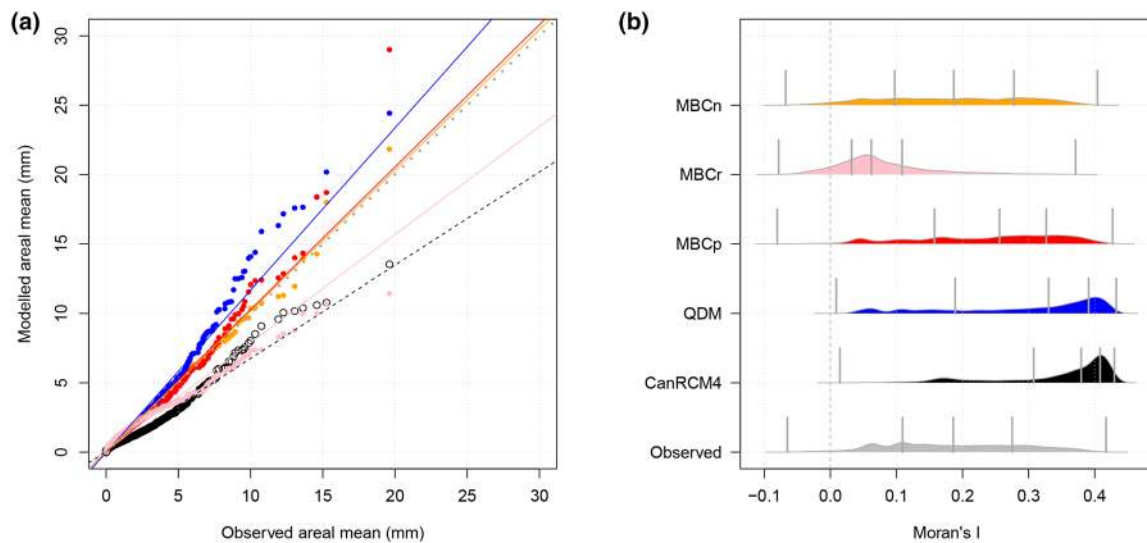 (a)
Modelled areal mean (mm)
30
25
20
15
10
5
0
0 5 10 15 20 25 30
Observed areal mean (mm)
(b)
MBCn
MBCr
MBCp
QDM
CanRCM4
Observed
−0.1 0.0 0.1 0.2 0.3 0.4
Moran's I